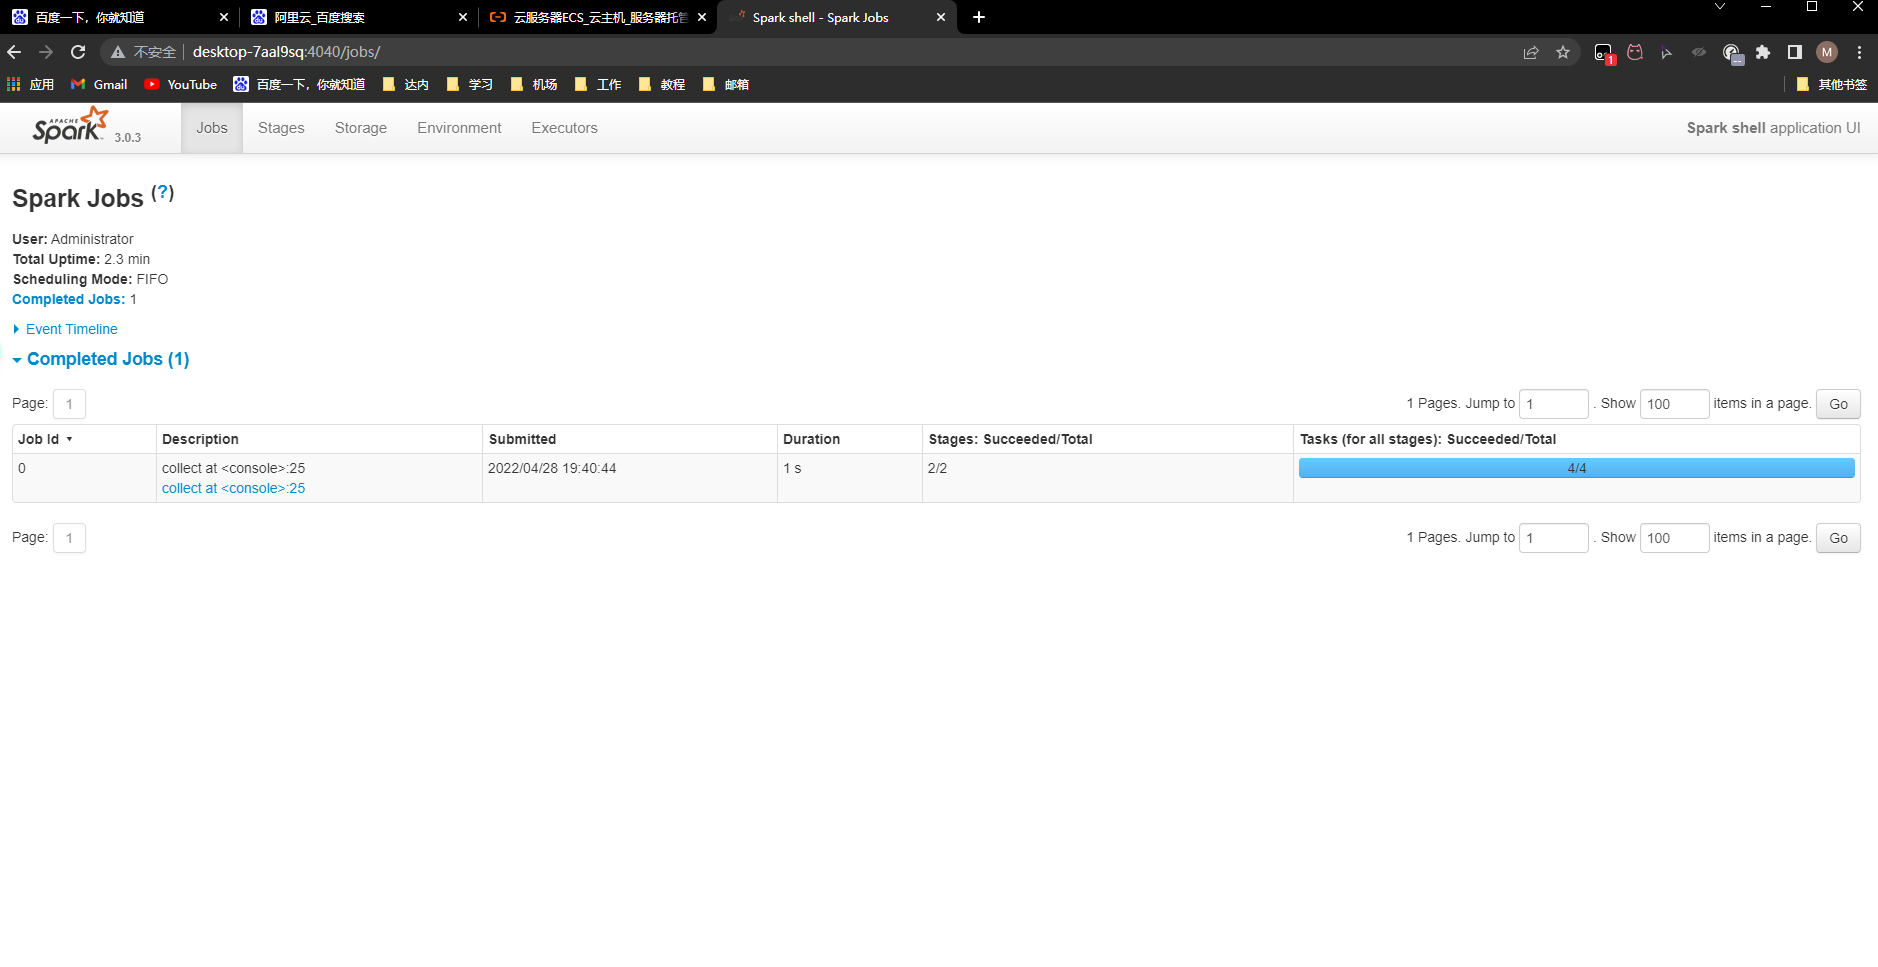 百度一下，你就知道
阿里云_百度搜索
云服务器ECS_云主机_服务器托管
Spark shell - Spark Jobs
不安全 desktop-7aal9sq:4040/jobs/
应用 Gmail YouTube 百度一下，你就知道 达内 学习 机场 工作 教程 邮箱 其他书签
APACHE Spark 3.0.3 Jobs Stages Storage Environment Executors Spark shell application UI
Spark Jobs (?)
User: Administrator
Total Uptime: 2.3 min
Scheduling Mode: FIFO
Completed Jobs: 1
Event Timeline
Completed Jobs (1)
Page: 1 1 Pages. Jump to 1 . Show 100 items in a page. Go
Job Id Description Submitted Duration Stages: Succeeded/Total Tasks (for all stages): Succeeded/Total
0 collect at <console>:25 2022/04/28 19:40:44 1 s 2/2 4/4
collect at <console>:25
Page: 1 1 Pages. Jump to 1 . Show 100 items in a page. Go